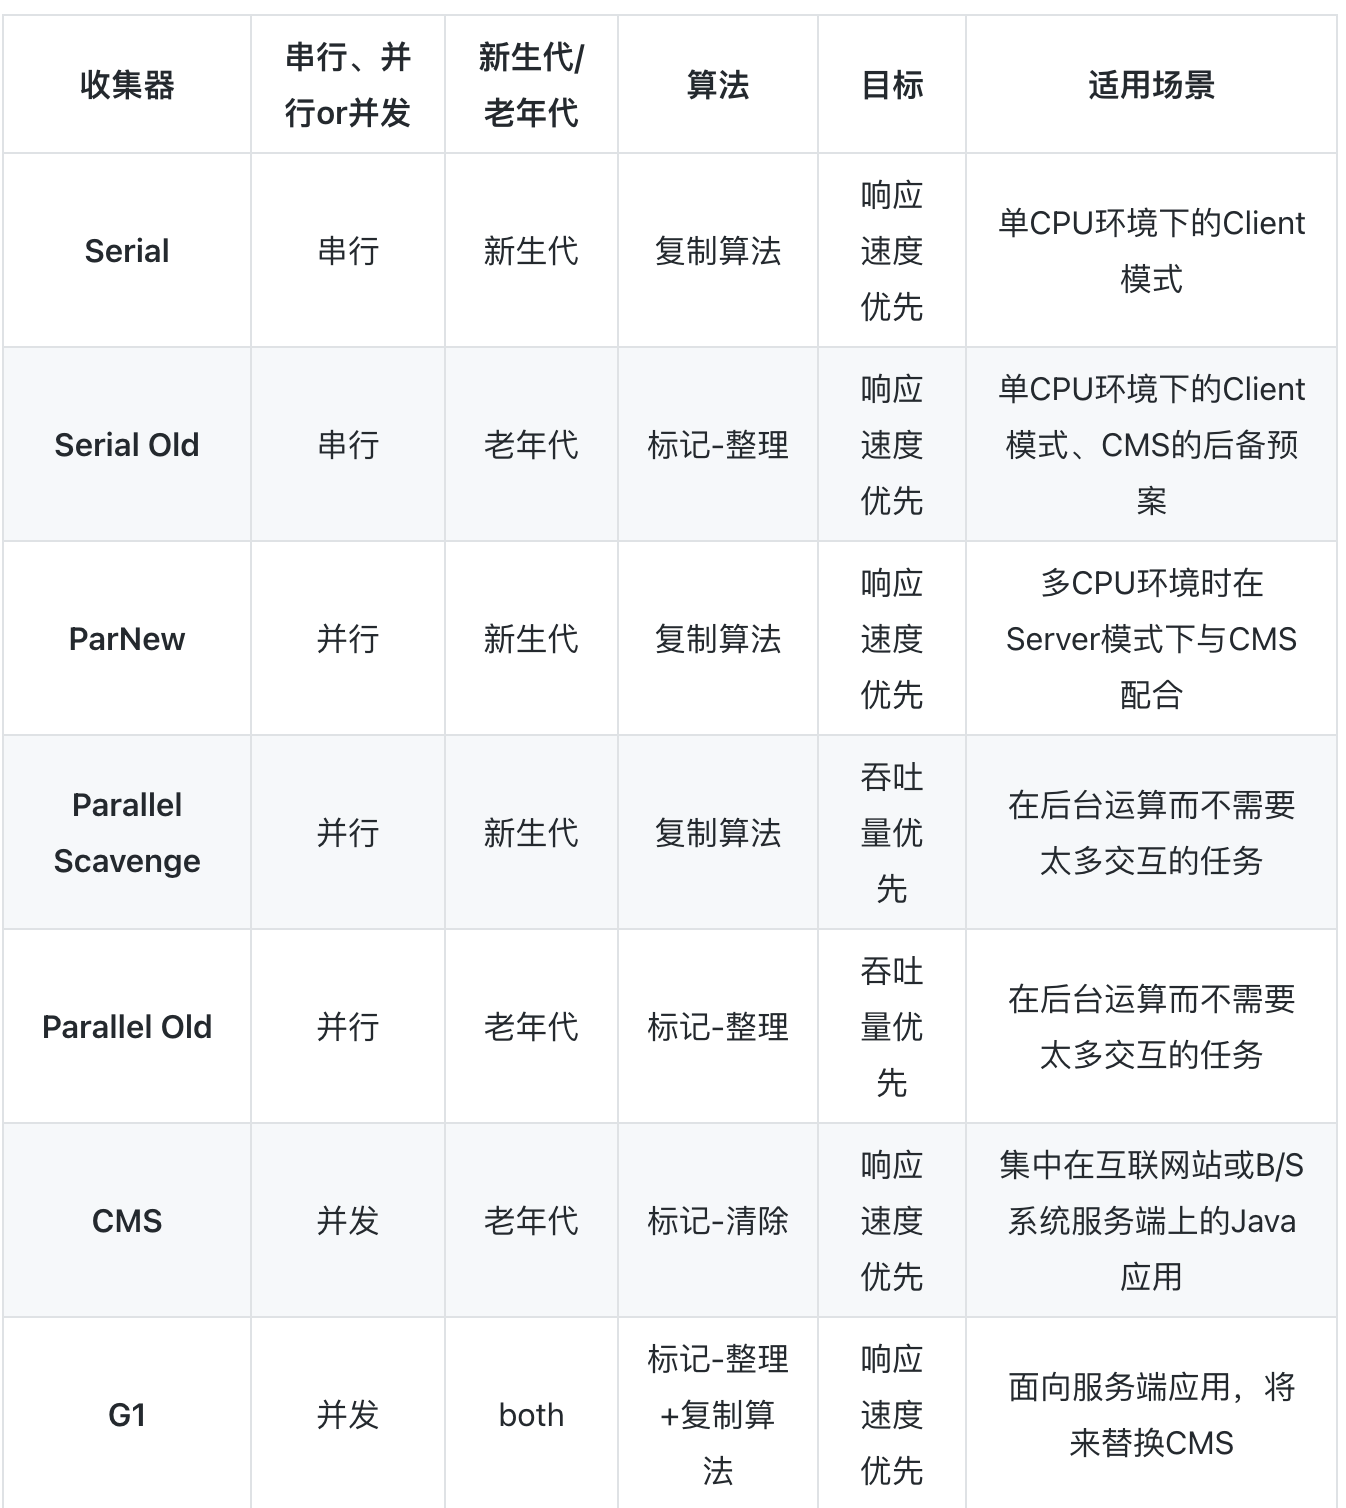 收集器
串行、并
行or并发
新生代/
老年代
算法
目标
适用场景
Serial
串行
新生代
复制算法
响应
速度
优先
单CPU环境下的Client
模式
Serial Old
串行
老年代
标记-整理
响应
速度
优先
单CPU环境下的Client
模式、CMS的后备预
案
ParNew
并行
新生代
复制算法
响应
速度
优先
多CPU环境时在
Server模式下与CMS
配合
Parallel
Scavenge
并行
新生代
复制算法
吞吐
量优
先
在后台运算而不需要
太多交互的任务
Parallel Old
并行
老年代
标记-整理
吞吐
量优
先
在后台运算而不需要
太多交互的任务
CMS
并发
老年代
标记-清除
响应
速度
优先
集中在互联网站或B/S
系统服务端上的Java
应用
G1
并发
both
标记-整理
+复制算
法
响应
速度
优先
面向服务端应用，将
来替换CMS